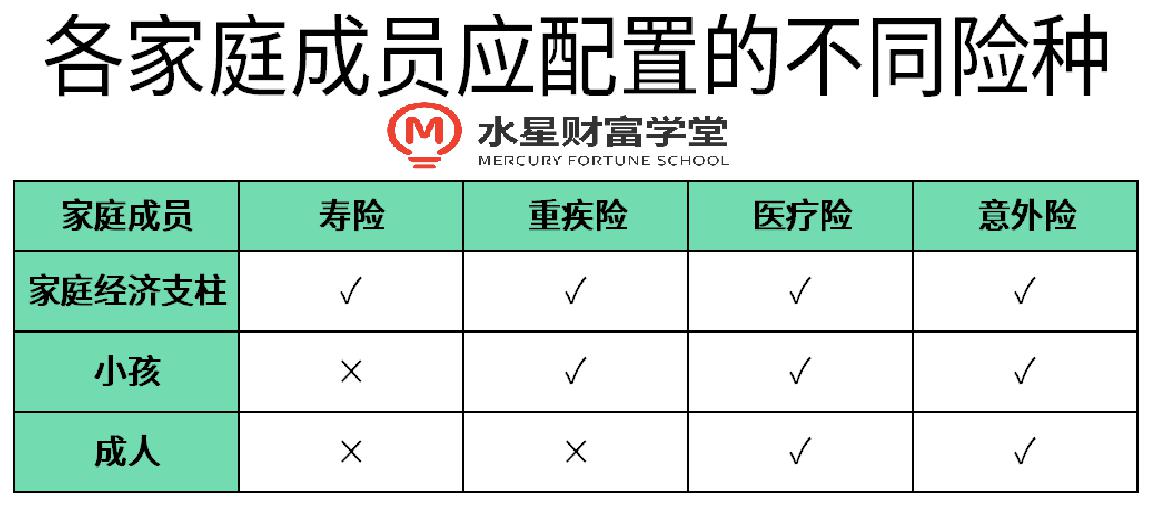 各家庭成员应配置的不同险种
M
水星财富学堂
MERCURY FORTUNE SCHOOL
家庭成员 寿险 重疾险 医疗险 意外险
家庭经济支柱 ✓ ✓ ✓ ✓
小孩 × ✓ ✓ ✓
成人 × × ✓ ✓